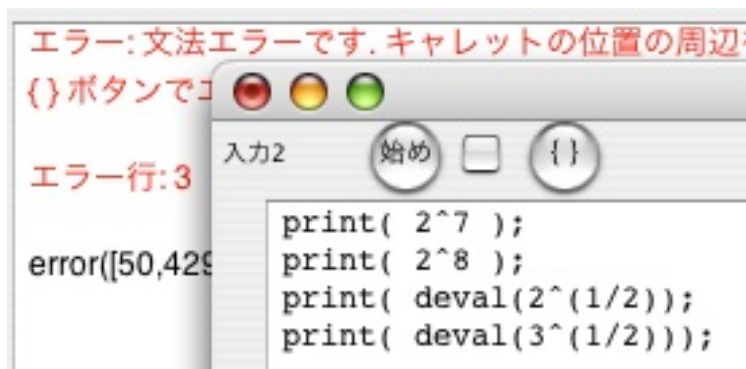 エラー: 文法エラーです. キャレットの位置の周辺
{ } ボタンでエ
エラー行: 3
error([50,429
入力2
始め
{ }
print( 2^7 );
print( 2^8 );
print( deval(2^(1/2));
print( deval(3^(1/2)));